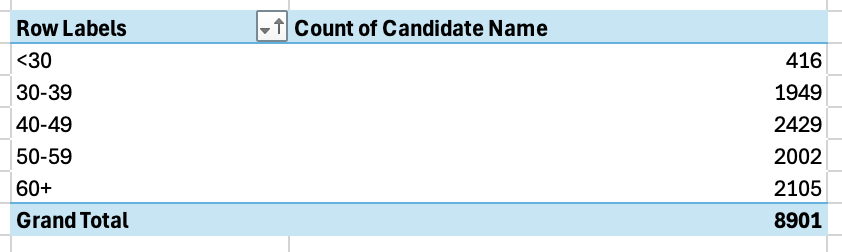 Row Labels Count of Candidate Name
<30 416
30-39 1949
40-49 2429
50-59 2002
60+ 2105
Grand Total 8901